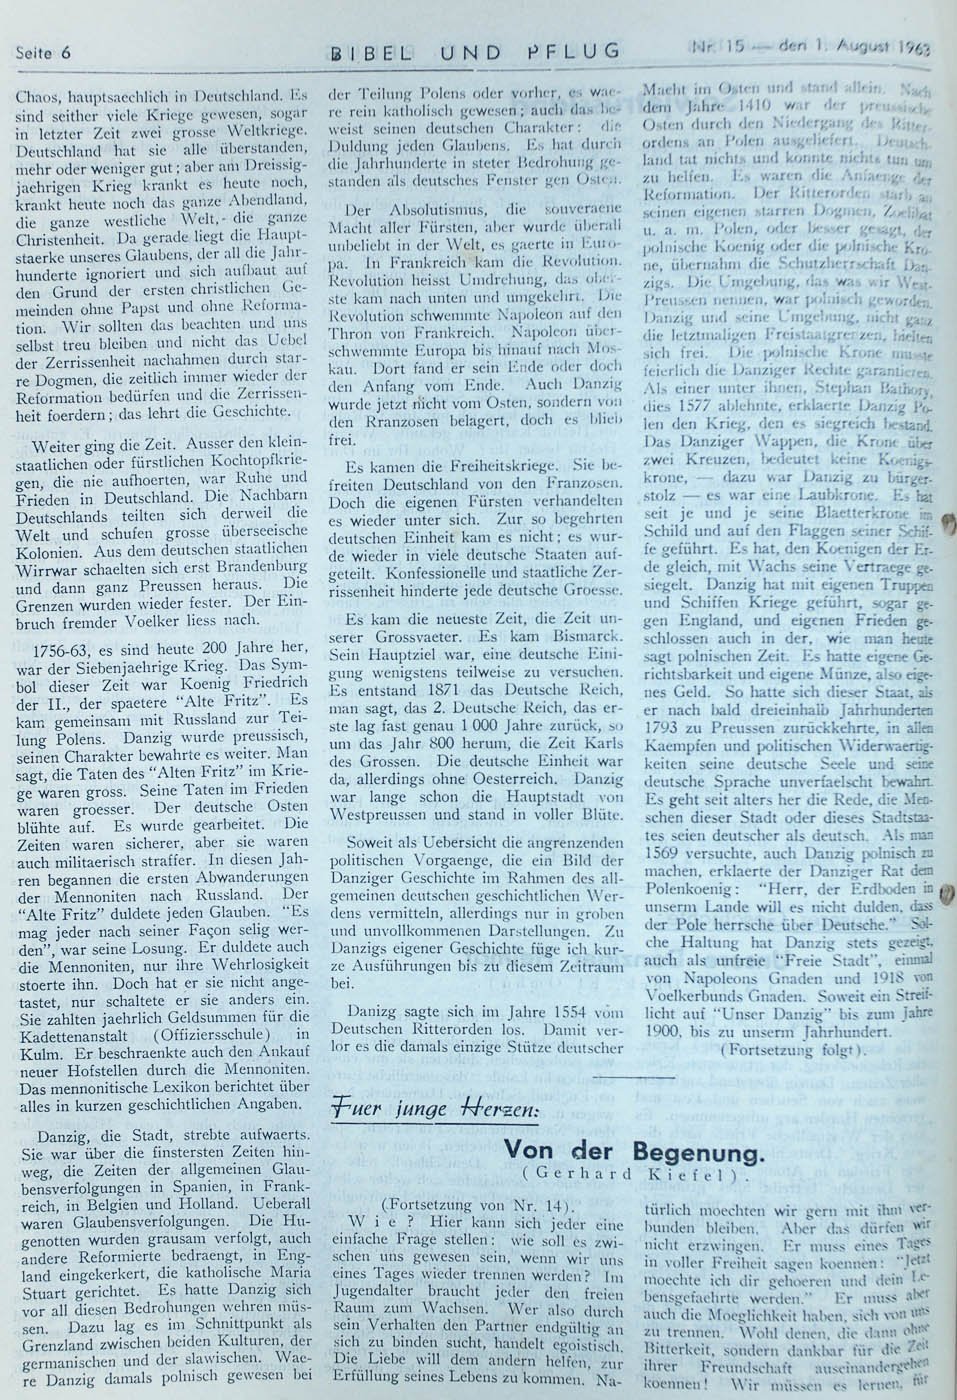 Seite 6
BIBEL UND PFLUG
Nr. 15 — den 1. August 1963
Chaos, hauptsaechlich in Deutschland. Es
sind seither viele Kriege gewesen, sogar
in letzter Zeit zwei grosse Weltkriege.
Deutschland hat sie alle überstanden,
mehr oder weniger gut; aber am Dreissig-
jaehrigen Krieg krankt es heute noch,
krankt heute noch das ganze Abendland,
die ganze westliche Welt,- die ganze
Christenheit. Da gerade liegt die Haupt-
staerke unseres Glaubens, der all die Jahr-
hunderte ignoriert und sich aufbaut auf
den Grund der ersten christlichen Ge-
meinden ohne Papst und ohne Reforma-
tion. Wir sollten das beachten und uns
selbst treu bleiben und nicht das Uebel
der Zerrissenheit nachahmen durch star-
re Dogmen, die zeitlich immer wieder der
Reformation bedürfen und die Zerrissen-
heit foerdern; das lehrt die Geschichte.
Weiter ging die Zeit. Ausser den klein-
staatlichen oder fürstlichen Kochtopfkrie-
gen, die nie aufhoerten, war Ruhe und
Frieden in Deutschland. Die Nachbarn
Deutschlands teilten sich derweil die
Welt und schufen grosse überseeische
Kolonien. Aus dem deutschen staatlichen
Wirrwar schaelten sich erst Brandenburg
und dann ganz Preussen heraus. Die
Grenzen wurden wieder fester. Der Ein-
bruch fremder Voelker liess nach.
1756-63, es sind heute 200 Jahre her,
war der Siebenjaehrige Krieg. Das Sym-
bol dieser Zeit war Koenig Friedrich
der II., der spaetere “Alte Fritz”. Es
kam gemeinsam mit Russland zur Tei-
lung Polens. Danzig wurde preussisch,
seinen Charakter bewahrte es weiter. Man
sagt, die Taten des “Alten Fritz” im Krie-
ge waren gross. Seine Taten im Frieden
waren groesser. Der deutsche Osten
blühte auf. Es wurde gearbeitet. Die
Zeiten waren sicherer, aber sie waren
auch militaerisch straffer. In diesen Jah-
ren begannen die ersten Abwanderungen
der Mennoniten nach Russland. Der
“Alte Fritz” duldete jeden Glauben. “Es
mag jeder nach seiner Façon selig wer-
den”, war seine Losung. Er duldete auch
die Mennoniten, nur ihre Wehrlosigkeit
stoerte ihn. Doch hat er sie nicht ange-
tastet, nur schaltete er sie anders ein.
Sie zahlten jaehrlich Geldsummen für die
Kadettenanstalt (Offiziersschule) in
Kulm. Er beschraenkte auch den Ankauf
neuer Hofstellen durch die Mennoniten.
Das mennonitische Lexikon berichtet über
alles in kurzen geschichtlichen Angaben.
Danzig, die Stadt, strebte aufwaerts.
Sie war über die finstersten Zeiten hin-
weg, die Zeiten der allgemeinen Glau-
bensverfolgungen in Spanien, in Frank-
reich, in Belgien und Holland. Ueberall
waren Glaubensverfolgungen. Die Hu-
genotten wurden grausam verfolgt, auch
andere Reformierte bedraengt, in Eng-
land eingekerkert, die katholische Maria
Stuart gerichtet. Es hatte Danzig sich
vor all diesen Bedrohungen wehren müs-
sen. Dazu lag es im Schnittpunkt als
Grenzland zwischen beiden Kulturen, der
germanischen und der slawischen. Wae-
re Danzig damals polnisch gewesen bei
der Teilung Polens oder vorher, es wae-
re rein katholisch gewesen; auch das be-
weist seinen deutschen Charakter: die
Duldung jeden Glaubens. Es hat durch
die Jahrhunderte in steter Bedrohung ge-
standen als deutsches Fenster gen Osten.
Der Absolutismus, die souveraene
Macht aller Fürsten, aber wurde überall
unbeliebt in der Welt, es gaerte in Euro-
pa. In Frankreich kam die Revolution.
Revolution heisst Umdrehung, das ober-
ste kam nach unten und umgekehrt. Die
Revolution schwemmte Napoleon auf den
Thron von Frankreich. Napoleon über-
schwemmte Europa bis hinauf nach Mos-
kau. Dort fand er sein Ende oder doch
den Anfang vom Ende. Auch Danzig
wurde jetzt nicht vom Osten, sondern von
den Rranzosen belagert, doch es blieb
frei.
Es kamen die Freiheitskriege. Sie be-
freiten Deutschland von den Franzosen.
Doch die eigenen Fürsten verhandelten
es wieder unter sich. Zur so begehrten
deutschen Einheit kam es nicht; es wur-
de wieder in viele deutsche Staaten auf-
geteilt. Konfessionelle und staatliche Zer-
rissenheit hinderte jede deutsche Groesse.
Es kam die neueste Zeit, die Zeit un-
serer Grossvaeter. Es kam Bismarck.
Sein Hauptziel war, eine deutsche Eini-
gung wenigstens teilweise zu versuchen.
Es entstand 1871 das Deutsche Reich,
man sagt, das 2. Deutsche Reich, das er-
ste lag fast genau 1 000 Jahre zurück, so
um das Jahr 800 herum, die Zeit Karls
des Grossen. Die deutsche Einheit war
da, allerdings ohne Oesterreich. Danzig
war lange schon die Hauptstadt von
Westpreussen und stand in voller Blüte.
Soweit als Uebersicht die angrenzenden
politischen Vorgaenge, die ein Bild der
Danziger Geschichte im Rahmen des all-
gemeinen deutschen geschichtlichen Wer-
dens vermitteln, allerdings nur in groben
und unvollkommenen Darstellungen. Zu
Danzigs eigener Geschichte füge ich kur-
ze Ausführungen bis zu diesem Zeitraum
bei.
Danizg sagte sich im Jahre 1554 vom
Deutschen Ritterorden los. Damit ver-
lor es die damals einzige Stütze deutscher
Macht im Osten und stand allein. Nach
dem Jahre 1410 war der preussische
Osten durch den Niedergang des Ritter-
ordens an Polen ausgeliefert. Deutsch-
land tat nichts und konnte nichts tun um
zu helfen. Es waren die Anfaenge der
Reformation. Der Ritterorden starb an
seinen eigenen starren Dogmen, Zoelibat
u. a. m. Polen, oder besser gesagt, der
polnische Koenig oder die polnische Kro-
ne, übernahm die Schutzherrschaft Dan-
zigs. Die Umgebung, das was wir West-
Preussen nennen, war polnisch geworden.
Danzig und seine Umgebung, nicht ganz
die letztmaligen Freistaatgrenzen, hielten
sich frei. Die polnische Krone musste
feierlich die Danziger Rechte garantieren.
Als einer unter ihnen, Stephan Bathory,
dies 1577 ablehnte, erklaerte Danzig Po-
len den Krieg, den es siegreich bestand.
Das Danziger Wappen, die Krone über
zwei Kreuzen, bedeutet keine Koenigs-
krone, — dazu war Danzig zu bürger-
stolz — es war eine Laubkrone. Es hat
seit je und je seine Blaetterkrone im
Schild und auf den Flaggen seiner Schif-
fe geführt. Es hat, den Koenigen der Er-
de gleich, mit Wachs seine Vertraege ge-
siegelt. Danzig hat mit eigenen Truppen
und Schiffen Kriege geführt, sogar ge-
gen England, und eigenen Frieden ge-
schlossen auch in der, wie man heute
sagt polnischen Zeit. Es hatte eigene Ge-
richtsbarkeit und eigene Münze, also eige-
nes Geld. So hatte sich dieser Staat, als
er nach bald dreieinhalb Jahrhunderten
1793 zu Preussen zurückkehrte, in allen
Kaempfen und politischen Widerwaertig-
keiten seine deutsche Seele und seine
deutsche Sprache unverfaelscht bewahrt.
Es geht seit alters her die Rede, die Men-
schen dieser Stadt oder dieses Stadtstaa-
tes seien deutscher als deutsch. Als man
1569 versuchte, auch Danzig polnisch zu
machen, erklaerte der Danziger Rat dem
Polenkoenig: “Herr, der Erdboden in
unserm Lande will es nicht dulden, dass
der Pole herrsche über Deutsche.” Sol-
che Haltung hat Danzig stets gezeigt,
auch als unfreie “Freie Stadt”, einmal
von Napoleons Gnaden und 1918 von
Voelkerbunds Gnaden. Soweit ein Streif-
licht auf “Unser Danzig” bis zum Jahre
1900, bis zu unserm Jahrhundert.
(Fortsetzung folgt).
Fuer junge Herzen:
Von der Begenung.
(Gerhard Kiefel).
(Fortsetzung von Nr. 14).
Wie? Hier kann sich jeder eine
einfache Frage stellen: wie soll es zwi-
schen uns gewesen sein, wenn wir uns
eines Tages wieder trennen werden? Im
Jugendalter braucht jeder den freien
Raum zum Wachsen. Wer also durch
sein Verhalten den Partner endgültig an
sich zu binden sucht, handelt egoistisch.
Die Liebe will dem andern helfen, zur
Erfüllung seines Lebens zu kommen. Na-
türlich moechten wir gern mit ihm ver-
bunden bleiben. Aber das dürfen wir
nicht erzwingen. Er muss eines Tages
in voller Freiheit sagen koennen: “Jetzt
moechte ich dir gehoeren und dein Le-
bensgefaehrte werden.” Er muss aber
auch die Moeglichkeit haben, sich von uns
zu trennen. Wohl denen, die dann ohne
Bitterkeit, sondern dankbar für die Zeit
ihrer Freundschaft auseinandergehen
koennen! Wir müssen es lernen, für